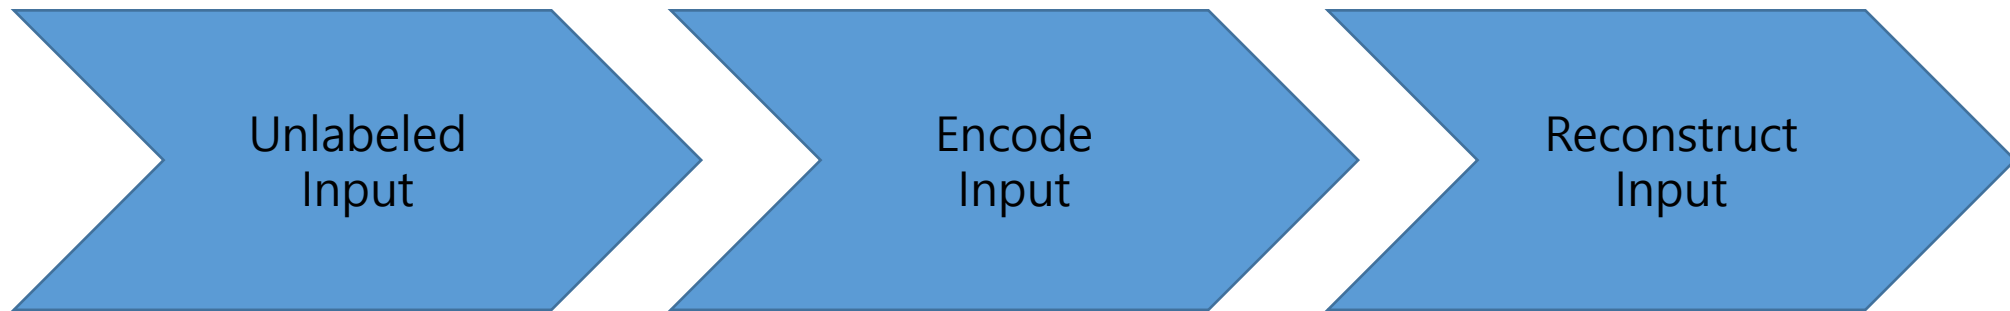 Unlabeled
Input
Encode
Input
Reconstruct
Input